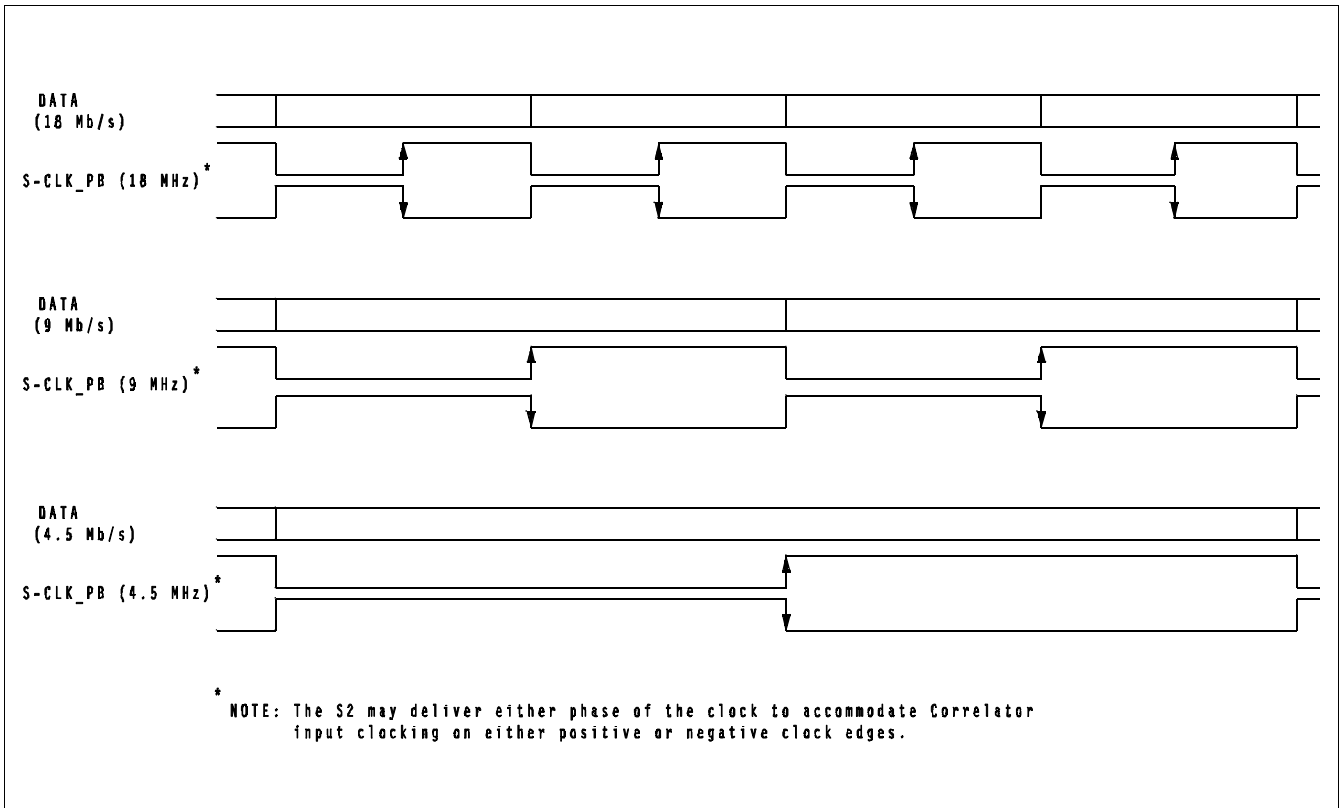 DATA
(18 Mb/s)
S-CLK_PB (18 MHz)*
DATA
(9 Mb/s)
S-CLK_PB (9 MHz)*
DATA
(4.5 Mb/s)
S-CLK_PB (4.5 MHz)*
* NOTE: The S2 may deliver either phase of the clock to accommodate Correlator
input clocking on either positive or negative clock edges.